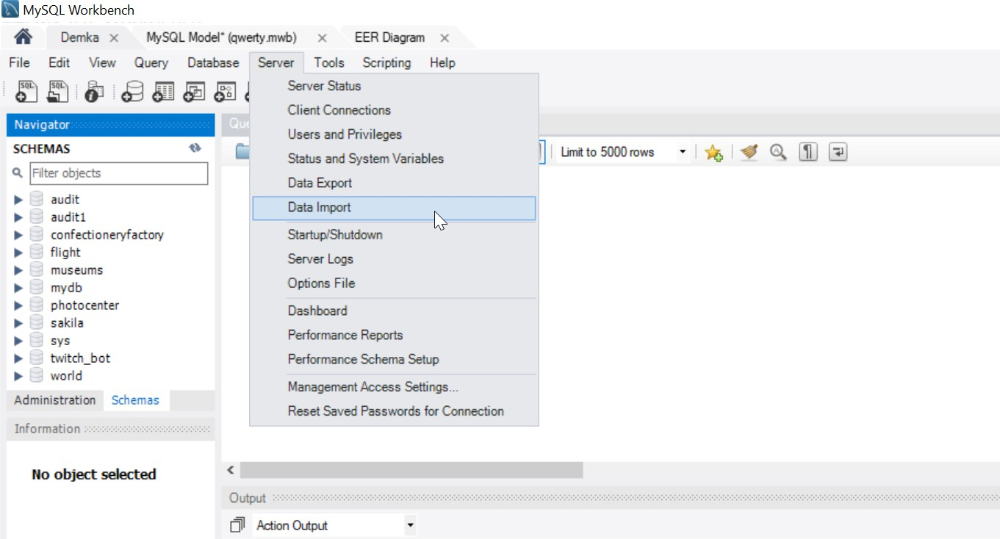 MySQL Workbench
Demka MySQL Model* (qwerty.mwb) EER Diagram
File Edit View Query Database Server Tools Scripting Help
SQL SQL
Server Status
Client Connections
Users and Privileges
Status and System Variables
Data Export
Data Import
Startup/Shutdown
Server Logs
Options File
Dashboard
Performance Reports
Performance Schema Setup
Management Access Settings...
Reset Saved Passwords for Connection
Navigator
SCHEMAS
Filter objects
audit
audit1
confectioneryfactory
flight
museums
mydb
photocenter
sakila
sys
twitch_bot
world
Administration Schemas
Information
No object selected
Limit to 5000 rows
Output
Action Output